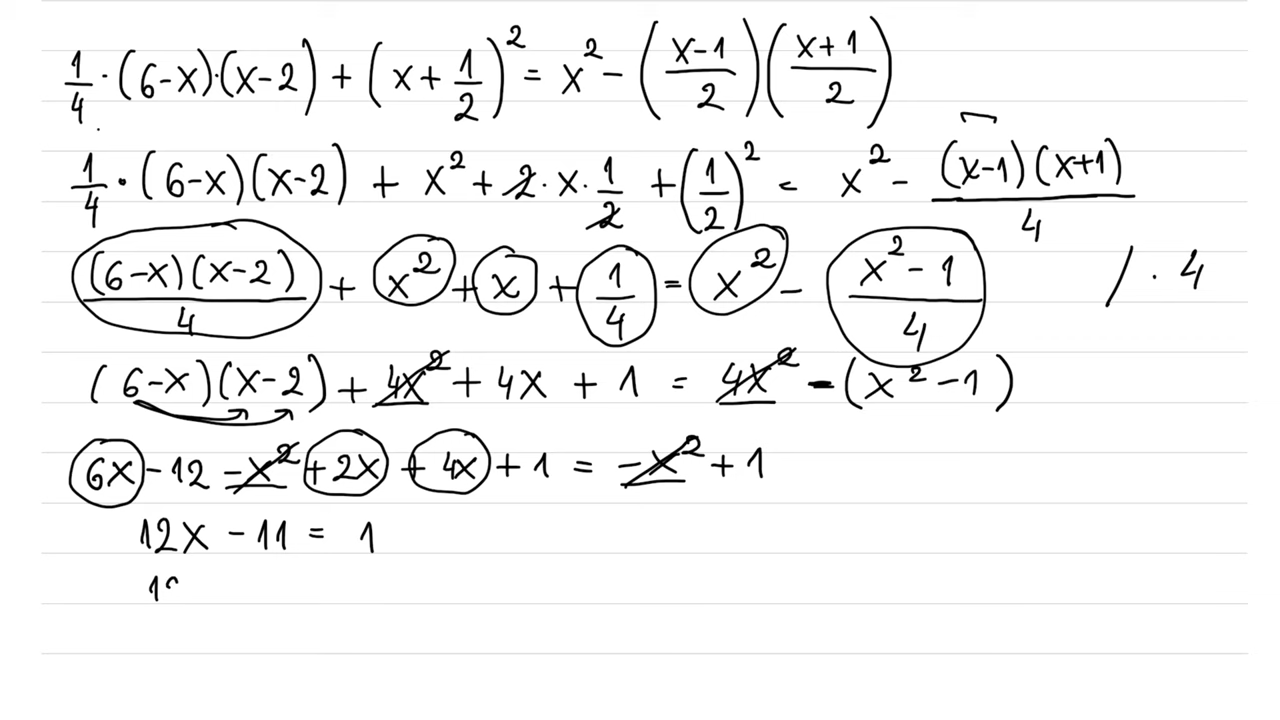 1/4 · (6-x)·(x-2) + (x + 1/2)² = x² - ((x-1)/2)((x+1)/2)
1/4 · (6-x)(x-2) + x² + 2·x·1/2 + (1/2)² = x² - (x-1)(x+1)/4
(6-x)(x-2)/4 + x² + x + 1/4 = x² - (x²-1)/4 / · 4
(6-x)(x-2) + 4x² + 4x + 1 = 4x² - (x²-1)
6x - 12 - x² + 2x + 4x + 1 = -x² + 1
12x - 11 = 1